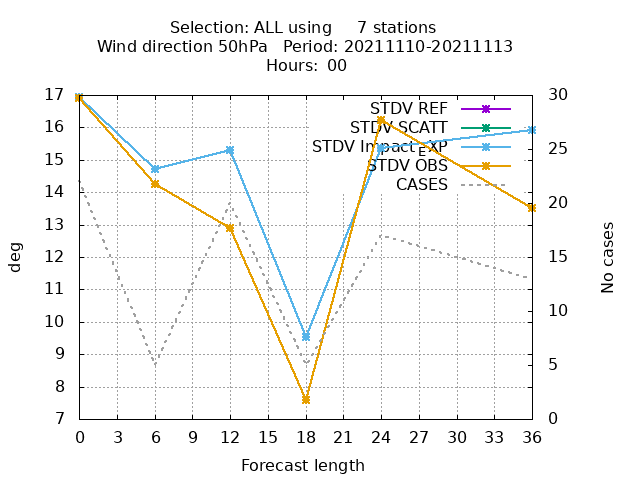 Selection: ALL using     7 stations
Wind direction 50hPa   Period: 20211110-20211113
Hours:  00
17
16
15
14
13
12
11
10
9
8
7
deg
30
25
20
15
10
5
0
No cases
STDV REF
STDV SCATT
STDV Impact_EXP
STDV OBS
CASES
0 3 6 9 12 15 18 21 24 27 30 33 36
Forecast length